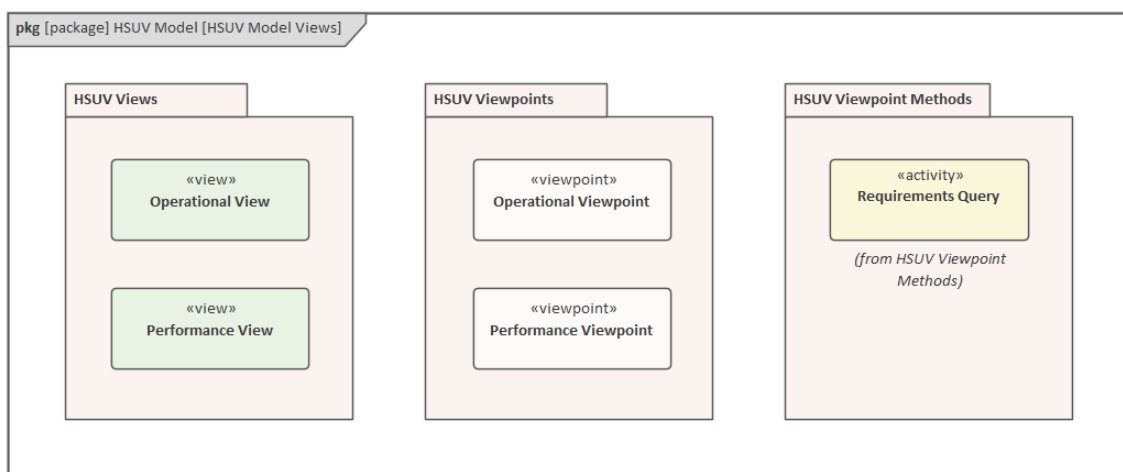 pkg [package] HSUV Model [HSUV Model Views]
HSUV Views
«view»
Operational View
«view»
Performance View
HSUV Viewpoints
«viewpoint»
Operational Viewpoint
«viewpoint»
Performance Viewpoint
HSUV Viewpoint Methods
«activity»
Requirements Query
(from HSUV Viewpoint
Methods)